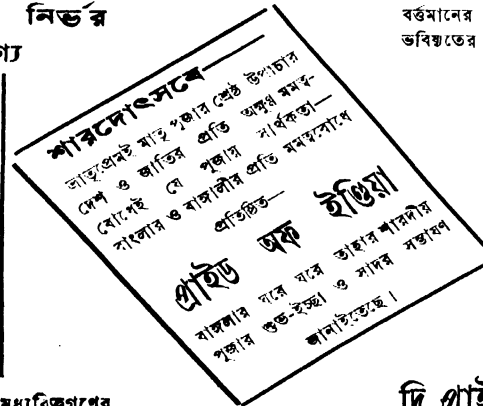 নির্ভর
বর্ত্তমানের
ভবিষ্যতের
শারদোৎসবে—
ভ্রাতৃপ্রেমই মাতৃ পূজার শ্রেষ্ঠ উপাচার
দেশ ও জাতির প্রতি অক্ষুণ্ণ মমত্ব-
বোধেই যে পূজার সার্থকতা—
বাংলার ও বাঙ্গালীর প্রতি মমত্ববোধে
প্রতিষ্ঠিত—
প্রাইড অফ ইণ্ডিয়া
বাঙ্গলার ঘরে ঘরে তাহার শারদীয়
পূজার শুভ-ইচ্ছা ও সাদর সম্ভাষণ
জানাইতেছে।
দি